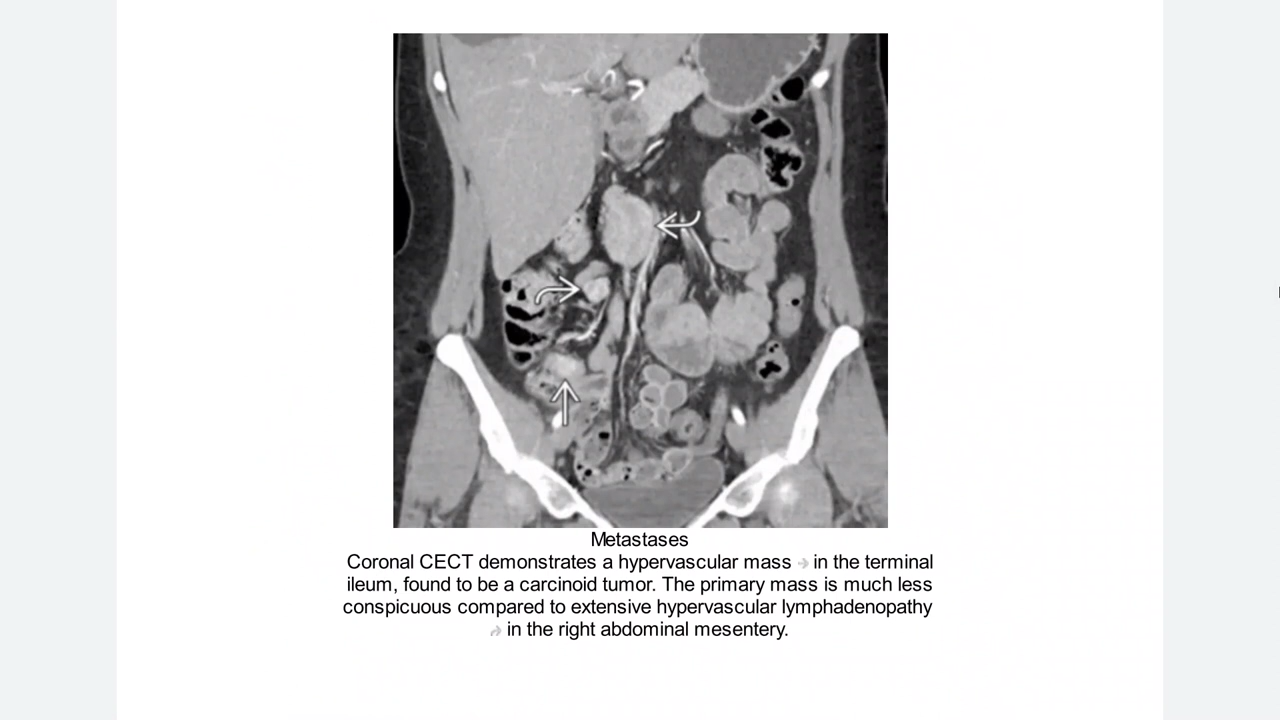 Metastases
Coronal CECT demonstrates a hypervascular mass → in the terminal
ileum, found to be a carcinoid tumor. The primary mass is much less
conspicuous compared to extensive hypervascular lymphadenopathy
↱ in the right abdominal mesentery.